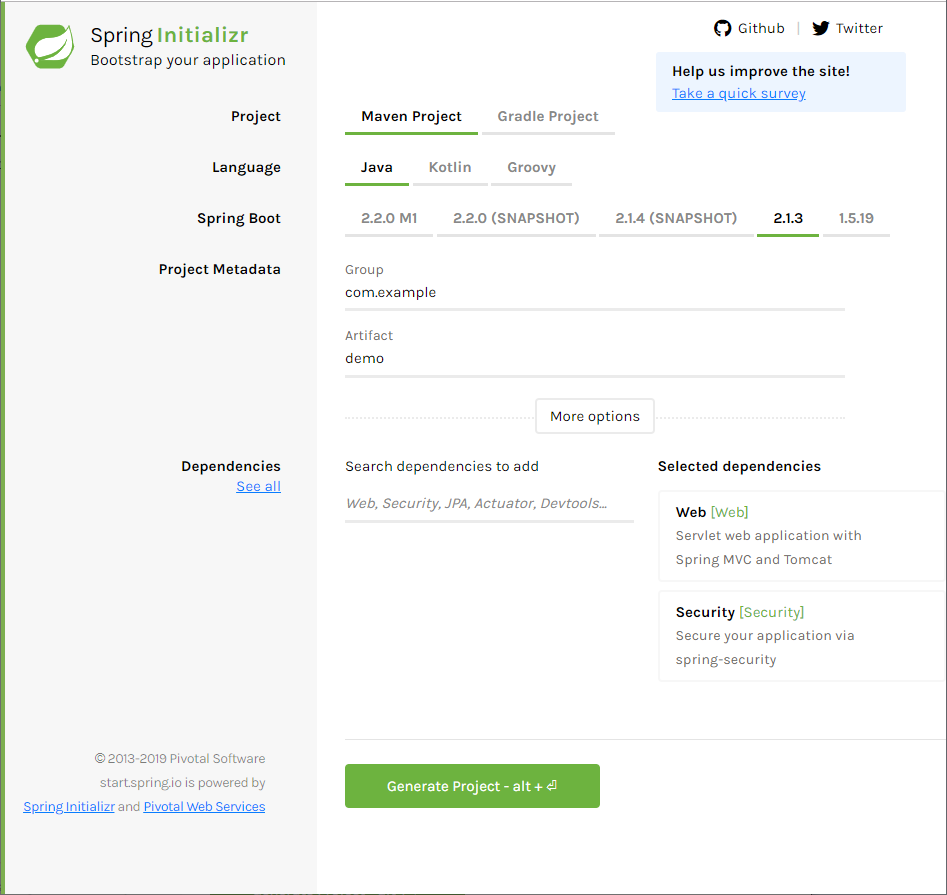 Spring Initializr
Bootstrap your application
Github | Twitter
Help us improve the site!
Take a quick survey
Project
Maven Project Gradle Project
Language
Java Kotlin Groovy
Spring Boot
2.2.0 M1 2.2.0 (SNAPSHOT) 2.1.4 (SNAPSHOT) 2.1.3 1.5.19
Project Metadata
Group
com.example
Artifact
demo
More options
Dependencies
See all
Search dependencies to add
Web, Security, JPA, Actuator, Devtools...
Selected dependencies
Web [Web]
Servlet web application with
Spring MVC and Tomcat
Security [Security]
Secure your application via
spring-security
© 2013-2019 Pivotal Software
start.spring.io is powered by
Spring Initializr and Pivotal Web Services
Generate Project - alt + ⏎